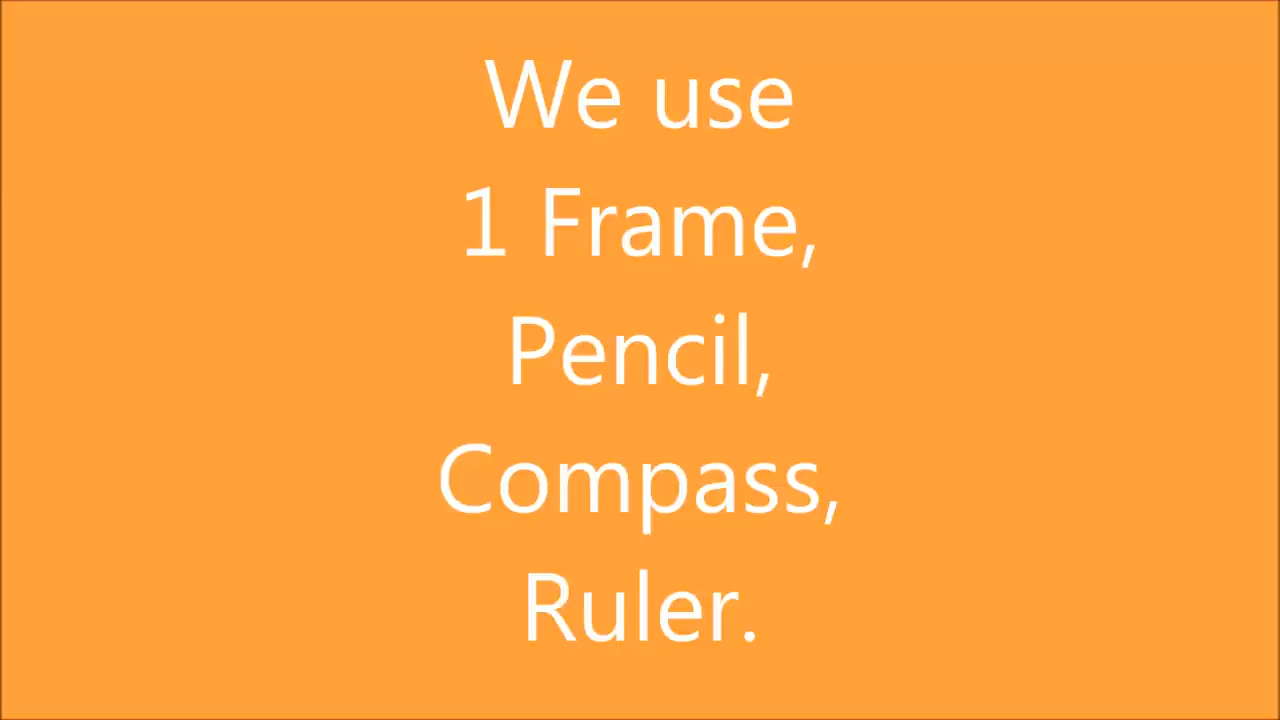 We use
1 Frame,
Pencil,
Compass,
Ruler.